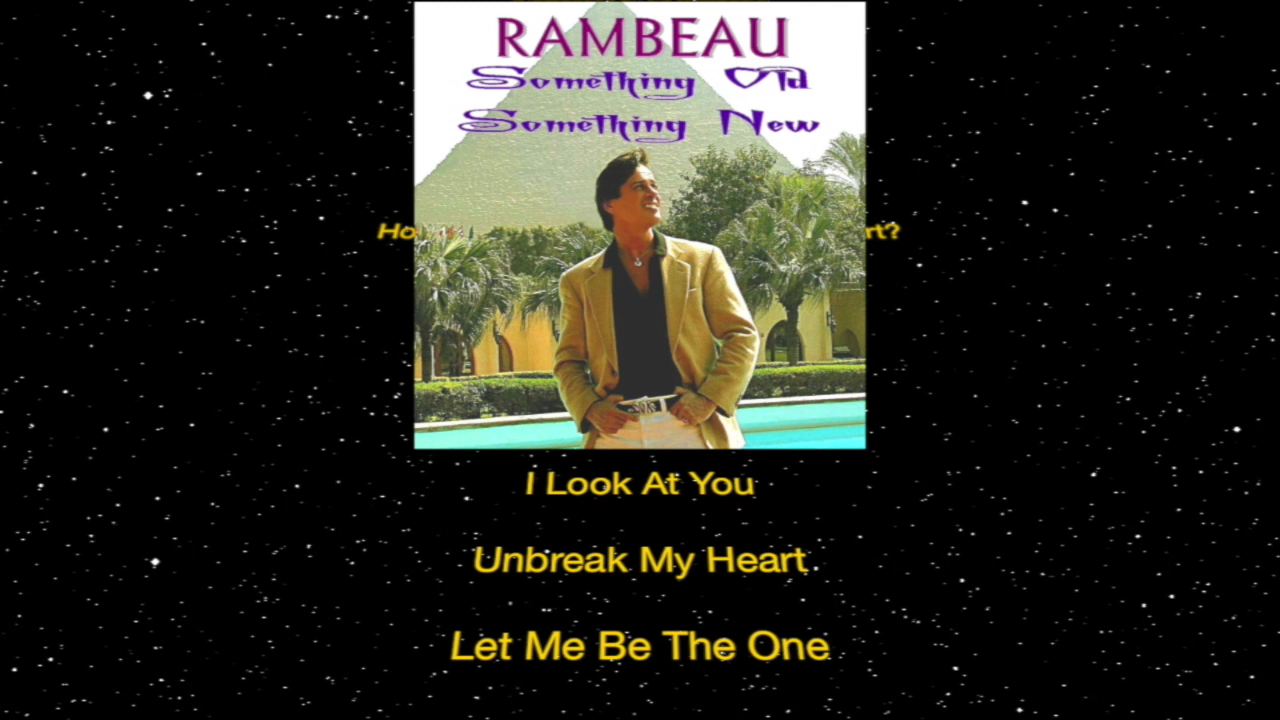 RAMBEAU
Something Old
Something New
I Look At You
Unbreak My Heart
Let Me Be The One